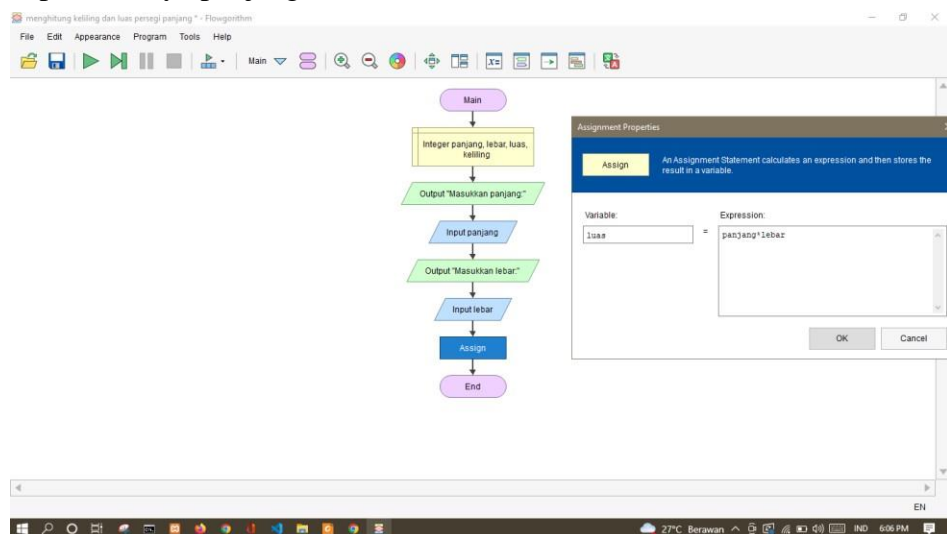 menghitung keliling dan luas persegi panjang * - Flowgorithm
File Edit Appearance Program Tools Help
Main
Main
Integer panjang, lebar, luas,
keliling
Output "Masukkan panjang:"
Input panjang
Output "Masukkan lebar:"
Input lebar
Assign
End
Assignment Properties
Assign
An Assignment Statement calculates an expression and then stores the
result in a variable.
Variable:
Expression:
luas
=
panjang*lebar
OK Cancel
EN
27°C Berawan IND 6:06 PM